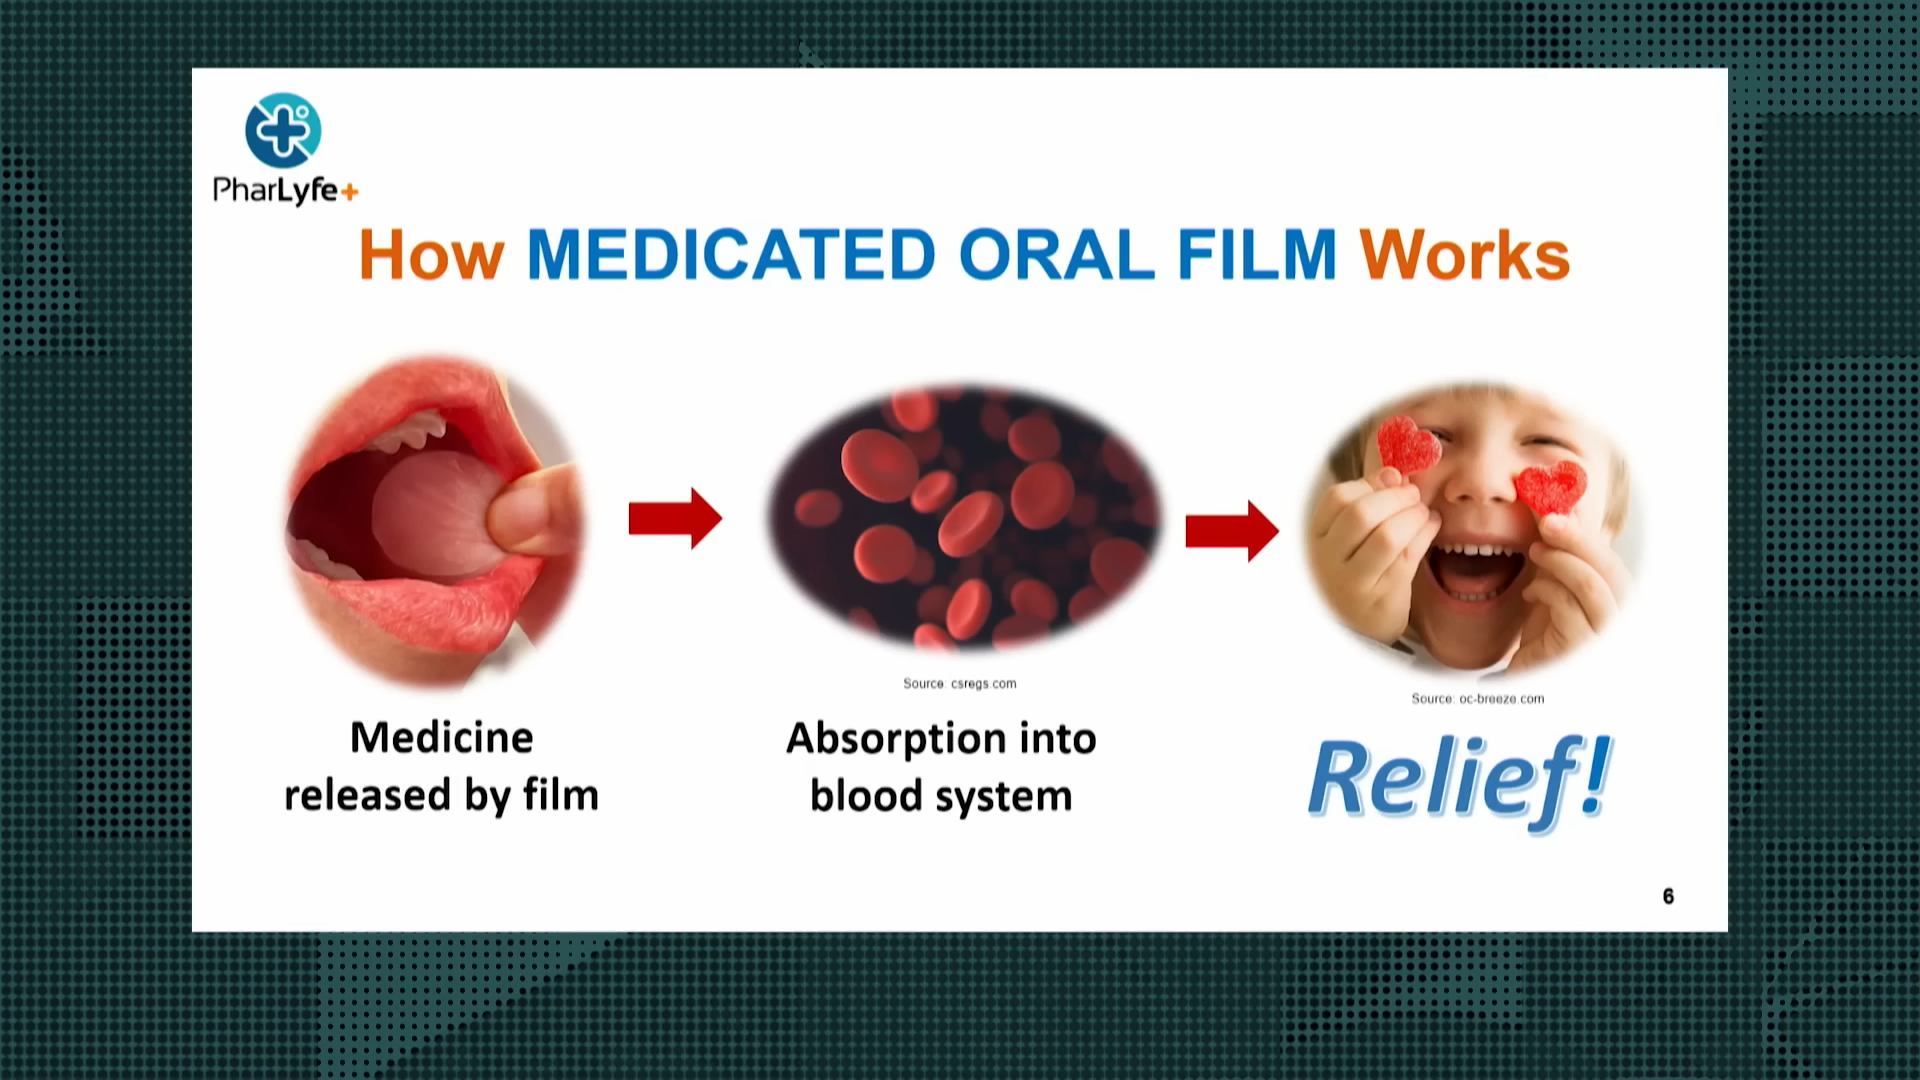 PharLyfe+
How MEDICATED ORAL FILM Works
Source: csregs.com
Source: oc-breeze.com
Medicine
released by film
Absorption into
blood system
Relief!
6